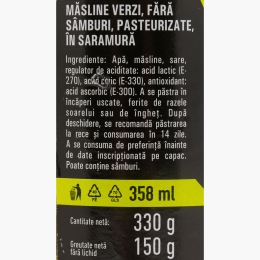 MĂSLINE VERZI, FĂRĂ
SÂMBURI, PASTEURIZATE,
ÎN SARAMURĂ
Ingrediente: Apă, măsline, sare,
regulator de aciditate: acid lactic (E-
270), acid citric (E-330), antioxidant:
acid ascorbic (E-300). A se păstra în
încăperi uscate, ferite de razele
soarelui sau de îngheț. După
deschidere, se recomandă păstrarea
la rece și consumarea în 14 zile.
A se consuma de preferință înainte
de data inscripționată pe capac.
Poate conține sâmburi.
358 ml
Cantitate netă: 330 g
Greutate netă
fără lichid 150 g